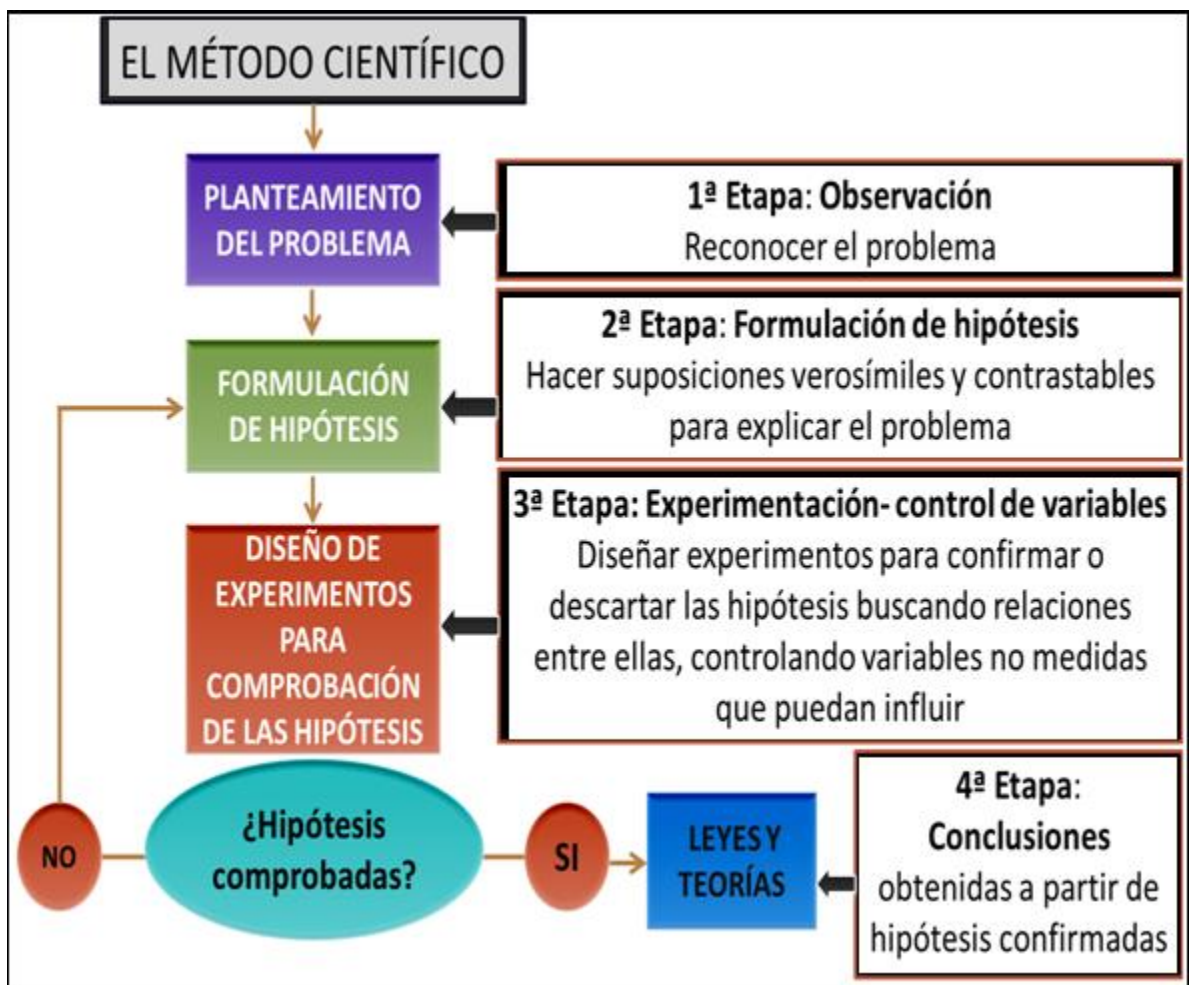 EL MÉTODO CIENTÍFICO
PLANTEAMIENTO
DEL PROBLEMA
1ª Etapa: Observación
Reconocer el problema
FORMULACIÓN
DE HIPÓTESIS
2ª Etapa: Formulación de hipótesis
Hacer suposiciones verosímiles y contrastables
para explicar el problema
DISEÑO DE
EXPERIMENTOS
PARA
COMPROBACIÓN
DE LAS HIPÓTESIS
3ª Etapa: Experimentación- control de variables
Diseñar experimentos para confirmar o
descartar las hipótesis buscando relaciones
entre ellas, controlando variables no medidas
que puedan influir
NO
¿Hipótesis
comprobadas?
SI
LEYES Y
TEORÍAS
4ª Etapa:
Conclusiones
obtenidas a partir de
hipótesis confirmadas